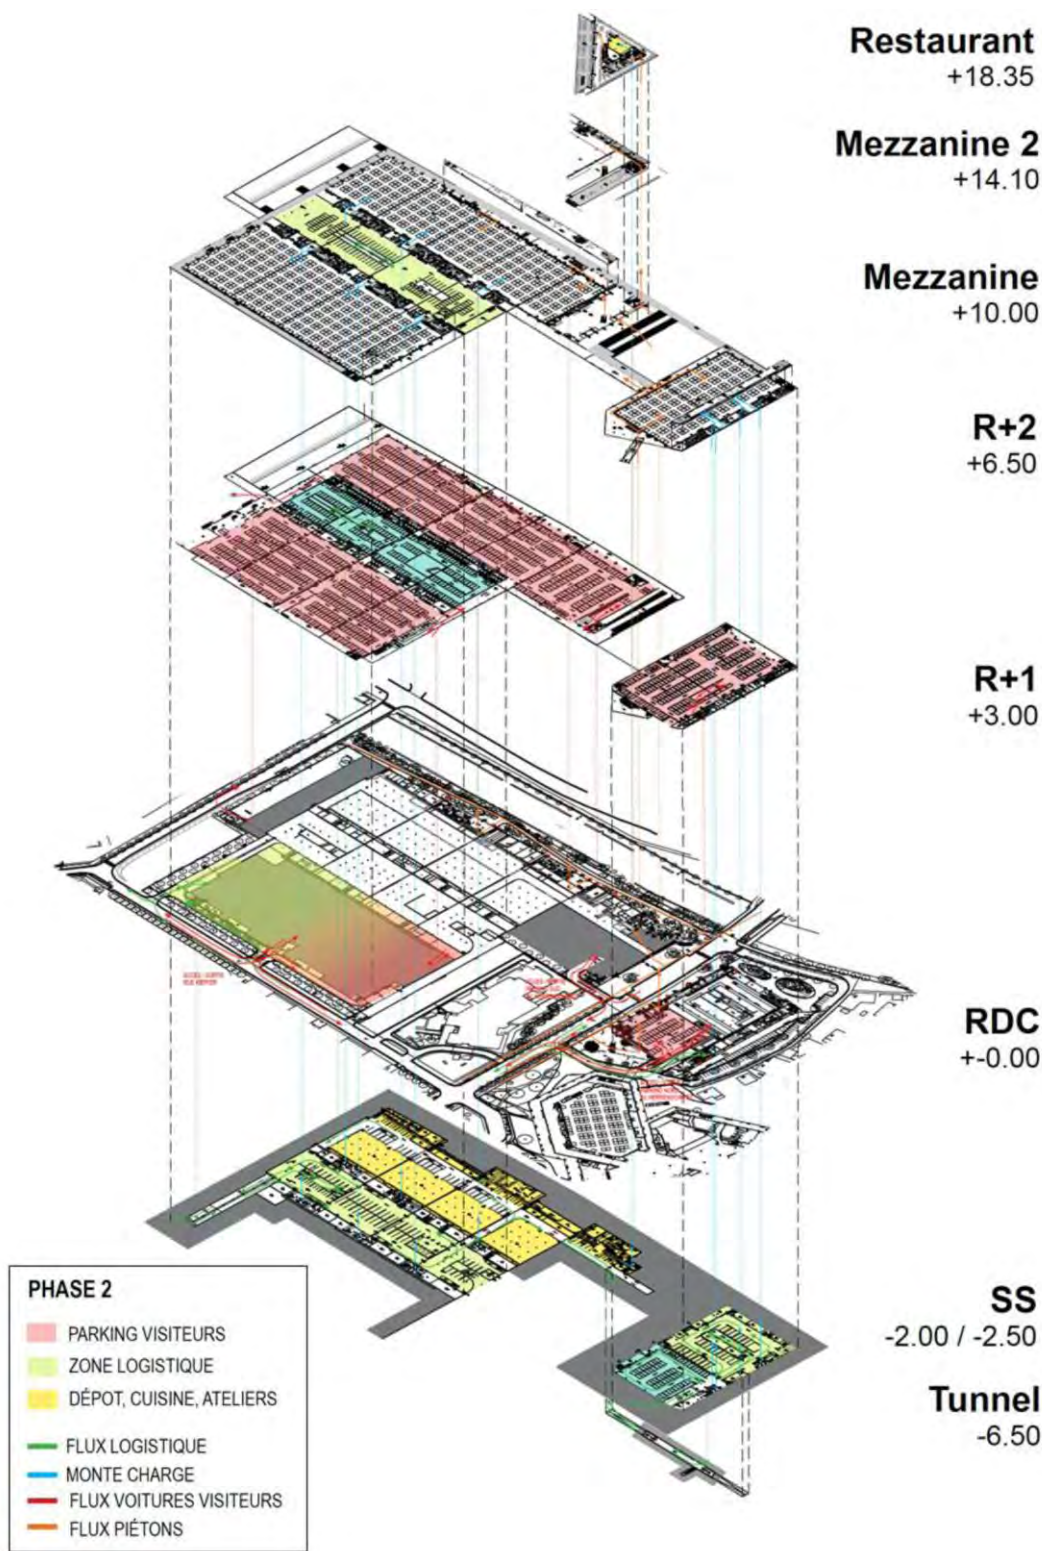 Restaurant
+18.35
Mezzanine 2
+14.10
Mezzanine
+10.00
R+2
+6.50
R+1
+3.00
RDC
+-0.00
SS
-2.00 / -2.50
Tunnel
-6.50
PHASE 2
PARKING VISITEURS
ZONE LOGISTIQUE
DÉPOT, CUISINE, ATELIERS
FLUX LOGISTIQUE
MONTE CHARGE
FLUX VOITURES VISITEURS
FLUX PIÉTONS